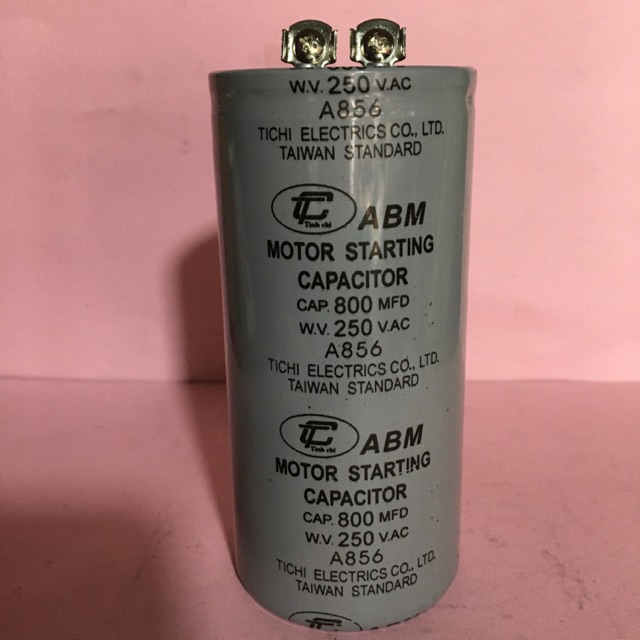 W.V. 250 V.AC
A856
TICHI ELECTRICS CO., LTD.
TAIWAN STANDARD
TC Tinh chi ABM
MOTOR STARTING
CAPACITOR
CAP. 800 MFD
W.V. 250 V.AC
A856
TICHI ELECTRICS CO., LTD.
TAIWAN STANDARD
TC Tinh chi ABM
MOTOR STARTING
CAPACITOR
CAP. 800 MFD
W.V. 250 V.AC
A856
TICHI ELECTRICS CO., LTD.
TAIWAN STANDARD